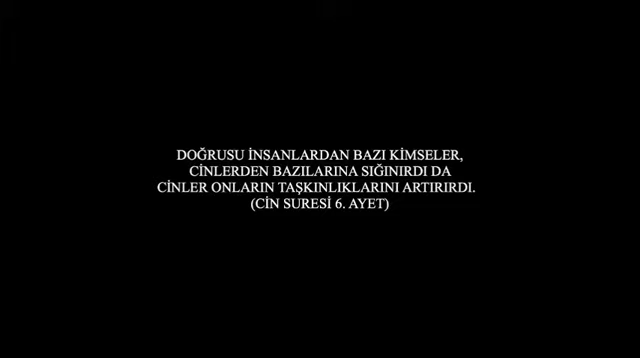 DOĞRUSU İNSANLARDAN BAZI KİMSELER,
CİNLERDEN BAZILARINA SIĞINIRDI DA
CİNLER ONLARIN TAŞKINLIKLARINI ARTIRIRDI.
(CİN SURESİ 6. AYET)